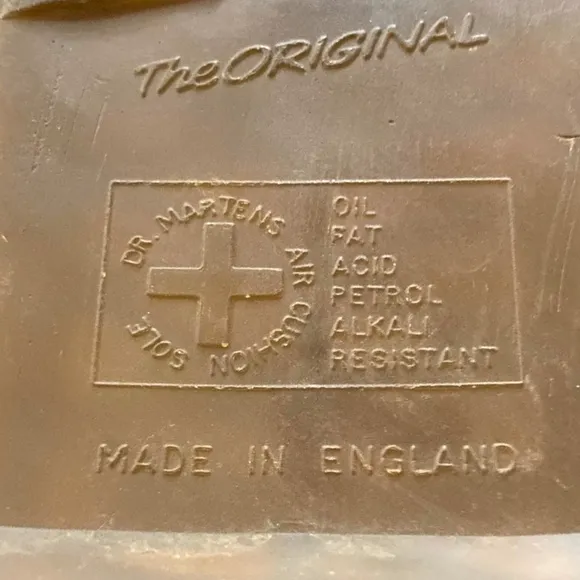 The ORIGINAL
DR. MARTENS AIR CUSHION SOLE
OIL
FAT
ACID
PETROL
ALKALI
RESISTANT
MADE IN ENGLAND